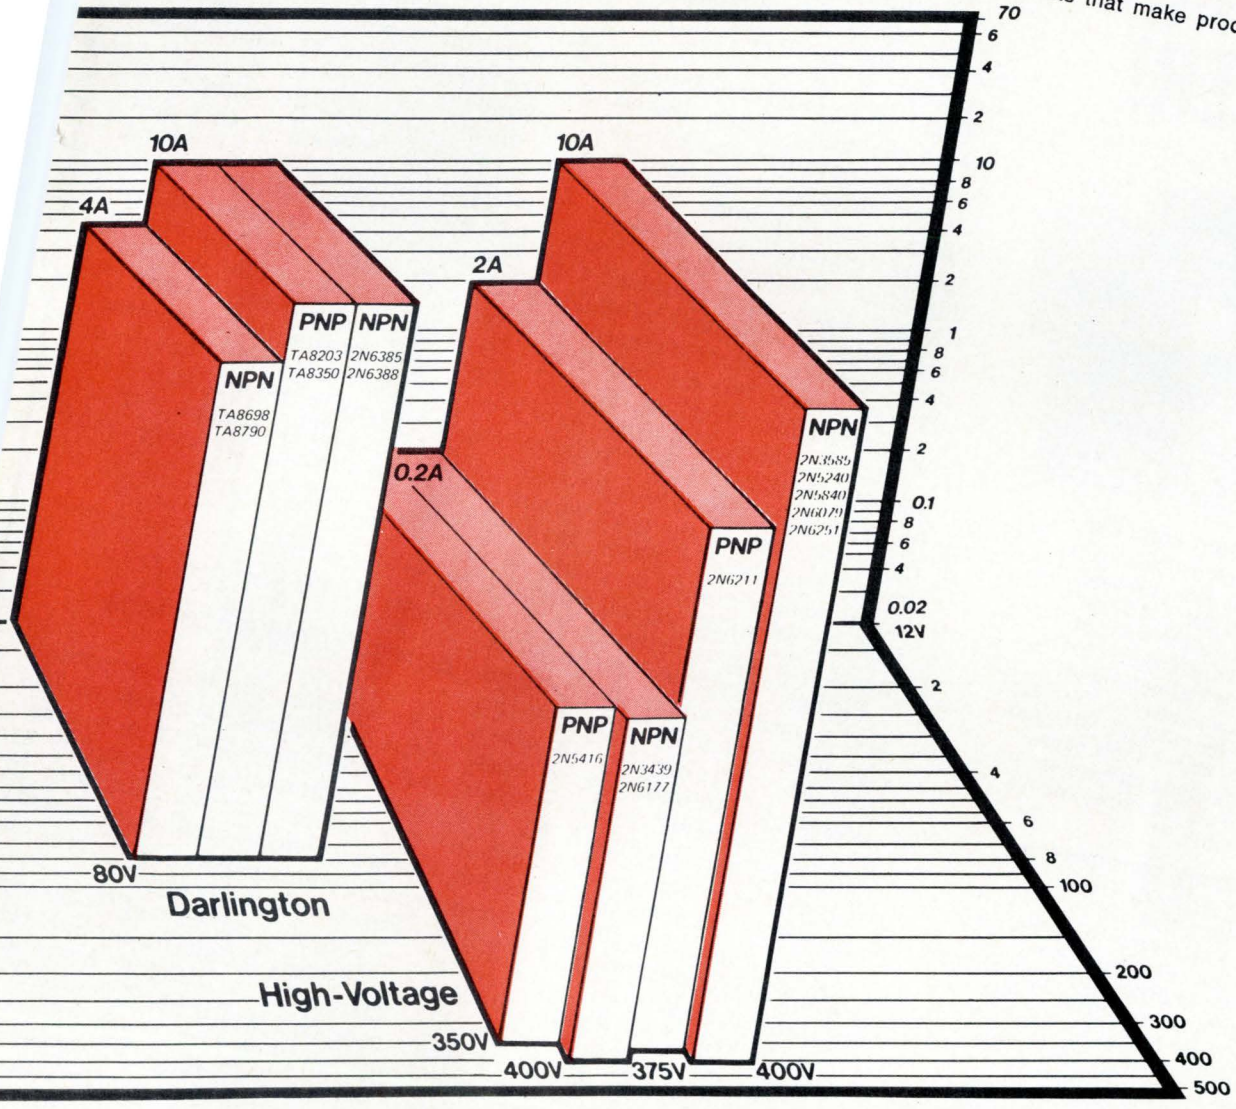 that make
70
6
4
2
10
8
6
4
2
1
8
6
4
2
0.1
8
6
4
0.02
12V
2
4
6
8
100
200
300
400
500
10A
4A
PNP NPN
TA8203 2N6385
TA8350 2N6388
NPN
TA8698
TA8790
80V
Darlington
10A
2A
0.2A
NPN
2N3585
2N5240
2N5840
2N6079
2N6251
PNP
2N6211
PNP
2N5416
NPN
2N3439
2N6177
High-Voltage
350V
400V
375V
400V